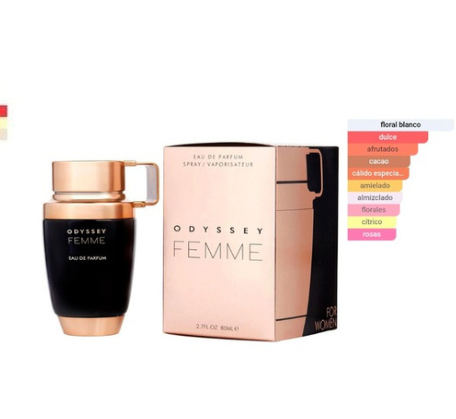 ODYSSEY
FEMME
EAU DE PARFUM
EAU DE PARFUM
SPRAY / VAPORISATEUR
ODYSSEY
FEMME
2.7FL OZ 80ML℮
FOR
WOMEN
floral blanco
dulce
afrutados
cacao
cálido especia...
amielado
almizclado
florales
cítrico
rosas